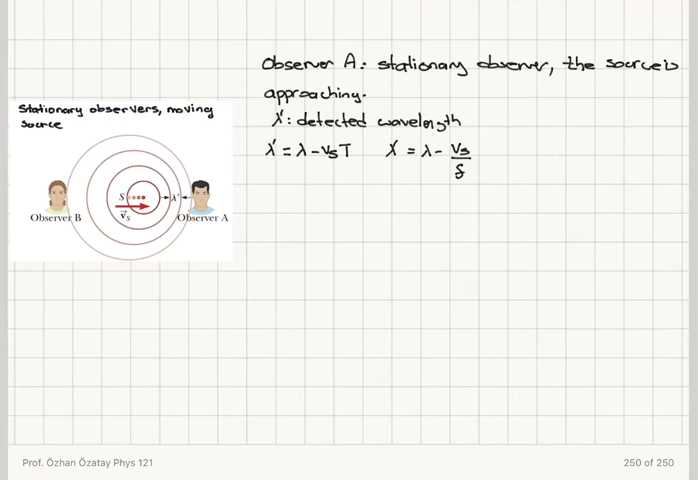 Observer A: stationary observer, the source is
approaching.
λ': detected wavelength
λ' = λ - vsT    λ' = λ - vs/f
Stationary observers, moving
source
S
λ'
Observer B
vs
Observer A
Prof. Özhan Özatay Phys 121
250 of 250